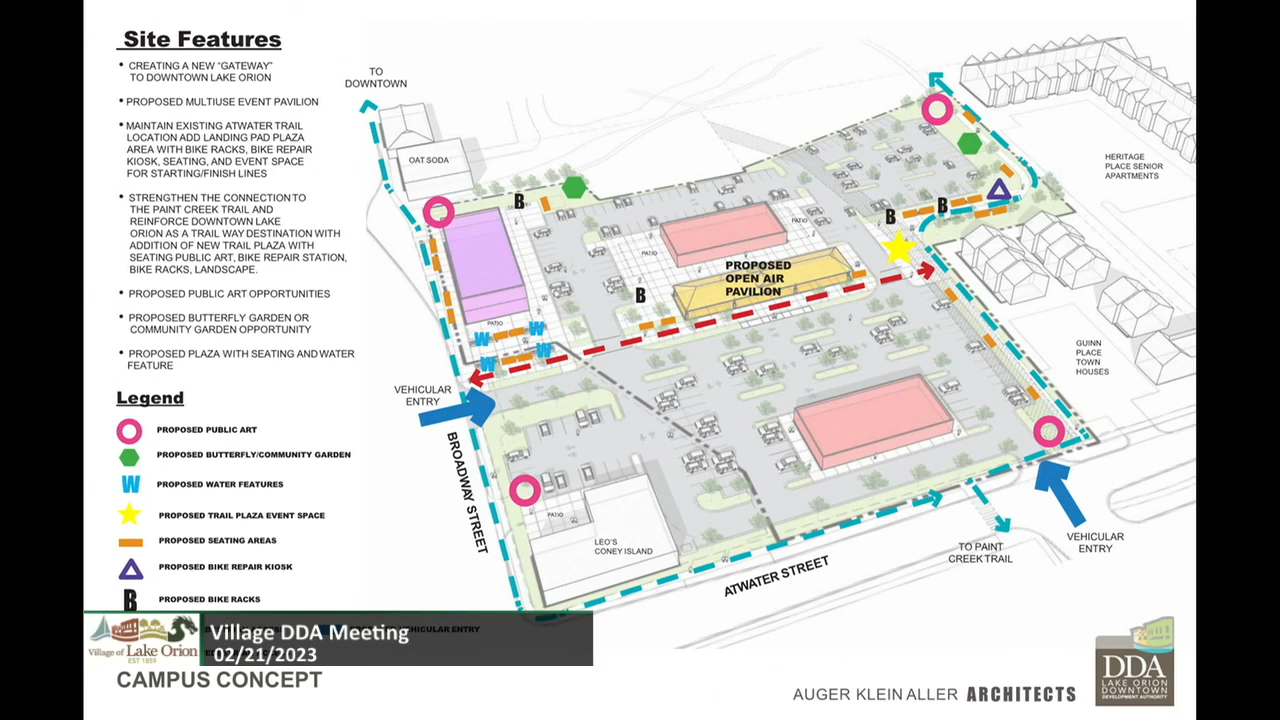 Site Features
• CREATING A NEW "GATEWAY"
TO DOWNTOWN LAKE ORION
• PROPOSED MULTIUSE EVENT PAVILION
• MAINTAIN EXISTING ATWATER TRAIL
LOCATION ADD LANDING PAD PLAZA
AREA WITH BIKE RACKS, BIKE REPAIR
KIOSK, SEATING, AND EVENT SPACE
FOR STARTING/FINISH LINES
• STRENGTHEN THE CONNECTION TO
THE PAINT CREEK TRAIL AND
REINFORCE DOWNTOWN LAKE
ORION AS A TRAIL WAY DESTINATION WITH
ADDITION OF NEW TRAIL PLAZA WITH
SEATING PUBLIC ART, BIKE REPAIR STATION,
BIKE RACKS, LANDSCAPE.
• PROPOSED PUBLIC ART OPPORTUNITIES
• PROPOSED BUTTERFLY GARDEN OR
COMMUNITY GARDEN OPPORTUNITY
• PROPOSED PLAZA WITH SEATING AND WATER
FEATURE
Legend
PROPOSED PUBLIC ART
PROPOSED BUTTERFLY/COMMUNITY GARDEN
W PROPOSED WATER FEATURES
PROPOSED TRAIL PLAZA EVENT SPACE
PROPOSED SEATING AREAS
PROPOSED BIKE REPAIR KIOSK
B PROPOSED BIKE RACKS
VEHICULAR ENTRY
TO
DOWNTOWN
OAT SODA
B
B
B
B
B
HERITAGE
PLACE SENIOR
APARTMENTS
PATIO
PATIO
PROPOSED
OPEN AIR
PAVILION
PATIO
W
W
W
W
VEHICULAR
ENTRY
GUINN
PLACE
TOWN
HOUSES
BROADWAY STREET
PATIO
LEO'S
CONEY ISLAND
ATWATER STREET
TO PAINT
CREEK TRAIL
VEHICULAR
ENTRY
Village of Lake Orion
EST 1859
Village DDA Meeting
02/21/2023
CAMPUS CONCEPT
AUGER KLEIN ALLER ARCHITECTS
DDA
LAKE ORION
DOWNTOWN
DEVELOPMENT AUTHORITY